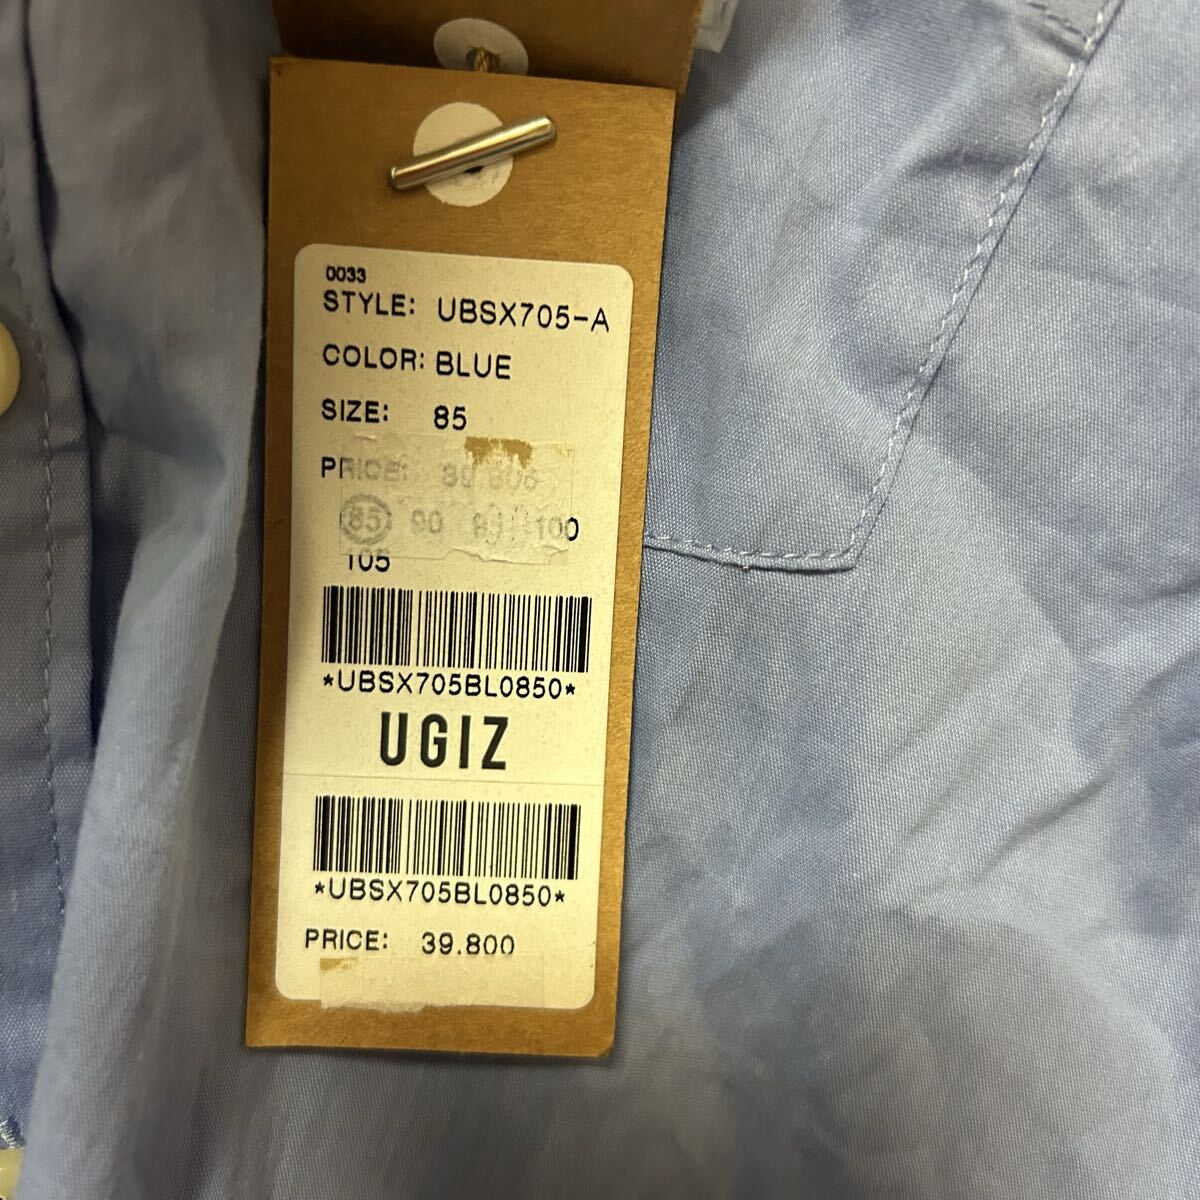 0033
STYLE: UBSX705-A
COLOR: BLUE
SIZE: 85
PRICE:
85 90 100
105
*UBSX705BL0850*
UGIZ
*UBSX705BL0850*
PRICE: 39.800